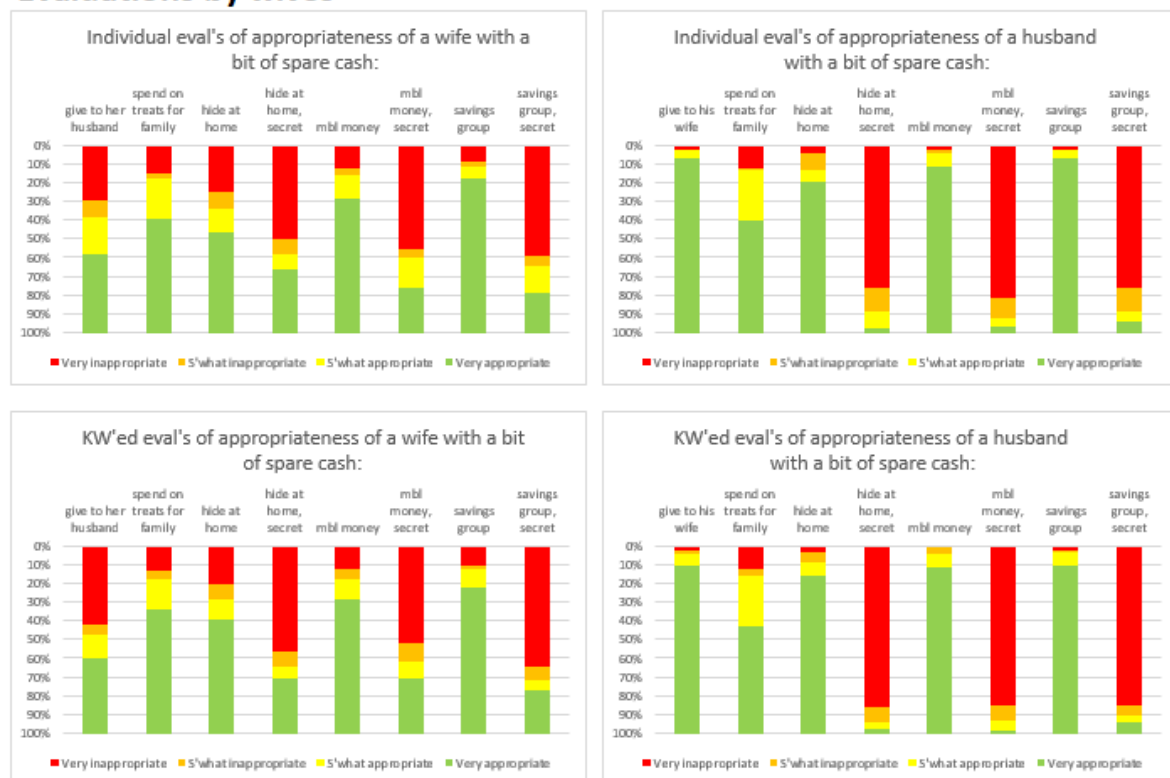 Individual eval's of appropriateness of a wife with a
bit of spare cash:
give to her
husband
spend on
treats for
family
hide at
home
hide at
home,
secret
mbl money
mbl
money,
secret
savings
group
savings
group,
secret
0%
10%
20%
30%
40%
50%
60%
70%
80%
90%
100%
Very inappropriate S'what inappropriate S'what appropriate Very appropriate
Individual eval's of appropriateness of a husband
with a bit of spare cash:
give to his
wife
spend on
treats for
family
hide at
home
hide at
home,
secret
mbl money
mbl
money,
secret
savings
group
savings
group,
secret
0%
10%
20%
30%
40%
50%
60%
70%
80%
90%
100%
Very inappropriate S'what inappropriate S'what appropriate Very appropriate
KW'ed eval's of appropriateness of a wife with a bit
of spare cash:
give to her
husband
spend on
treats for
family
hide at
home
hide at
home,
secret
mbl money
mbl
money,
secret
savings
group
savings
group,
secret
0%
10%
20%
30%
40%
50%
60%
70%
80%
90%
100%
Very inappropriate S'what inappropriate S'what appropriate Very appropriate
KW'ed eval's of appropriateness of a husband
with a bit of spare cash:
give to his
wife
spend on
treats for
family
hide at
home
hide at
home,
secret
mbl money
mbl
money,
secret
savings
group
savings
group,
secret
0%
10%
20%
30%
40%
50%
60%
70%
80%
90%
100%
Very inappropriate S'what inappropriate S'what appropriate Very appropriate